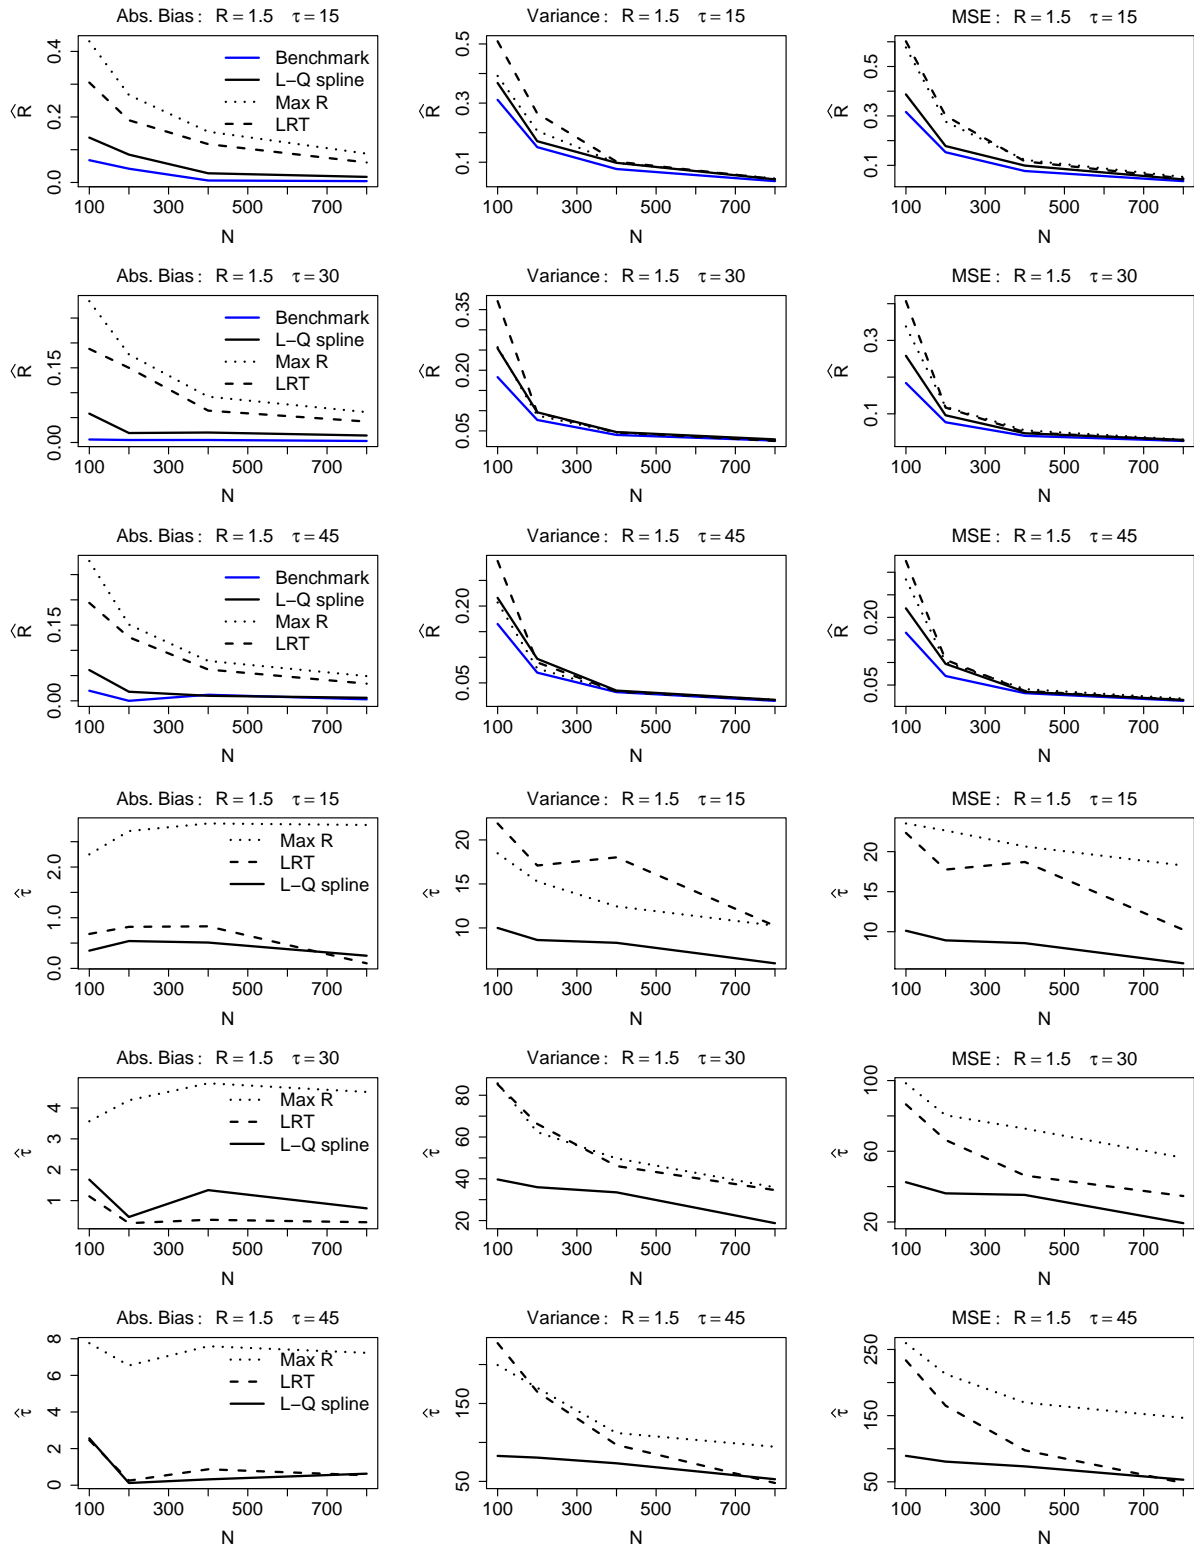 Abs. Bias : R = 1.5 τ = 15
R̂
0.0 0.2 0.4
Benchmark
L−Q spline
Max R
LRT
100 300 500 700
N
Variance : R = 1.5 τ = 15
R̂
0.1 0.3 0.5
100 300 500 700
N
MSE : R = 1.5 τ = 15
R̂
0.1 0.3 0.5
100 300 500 700
N
Abs. Bias : R = 1.5 τ = 30
R̂
0.00 0.15
Benchmark
L−Q spline
Max R
LRT
100 300 500 700
N
Variance : R = 1.5 τ = 30
R̂
0.05 0.20 0.35
100 300 500 700
N
MSE : R = 1.5 τ = 30
R̂
0.1 0.3
100 300 500 700
N
Abs. Bias : R = 1.5 τ = 45
R̂
0.00 0.15
Benchmark
L−Q spline
Max R
LRT
100 300 500 700
N
Variance : R = 1.5 τ = 45
R̂
0.05 0.20
100 300 500 700
N
MSE : R = 1.5 τ = 45
R̂
0.05 0.20
100 300 500 700
N
Abs. Bias : R = 1.5 τ = 15
τ̂
0.0 1.0 2.0
Max R
LRT
L−Q spline
100 300 500 700
N
Variance : R = 1.5 τ = 15
τ̂
10 15 20
100 300 500 700
N
MSE : R = 1.5 τ = 15
τ̂
10 15 20
100 300 500 700
N
Abs. Bias : R = 1.5 τ = 30
τ̂
1 2 3 4
Max R
LRT
L−Q spline
100 300 500 700
N
Variance : R = 1.5 τ = 30
τ̂
20 40 60 80
100 300 500 700
N
MSE : R = 1.5 τ = 30
τ̂
20 60 100
100 300 500 700
N
Abs. Bias : R = 1.5 τ = 45
τ̂
0 2 4 6 8
Max R
LRT
L−Q spline
100 300 500 700
N
Variance : R = 1.5 τ = 45
τ̂
50 150
100 300 500 700
N
MSE : R = 1.5 τ = 45
τ̂
50 150 250
100 300 500 700
N